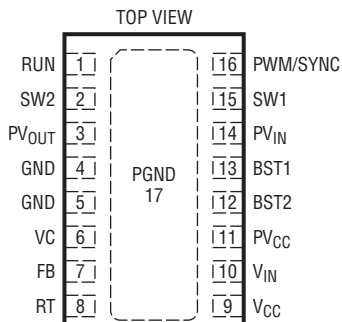 TOP VIEW
RUN 1 16 PWM/SYNC
SW2 2 15 SW1
PVOUT 3 14 PVIN
GND 4 13 BST1
PGND
GND 5 12 BST2
17
VC 6 11 PVCC
FB 7 10 VIN
RT 8 9 VCC